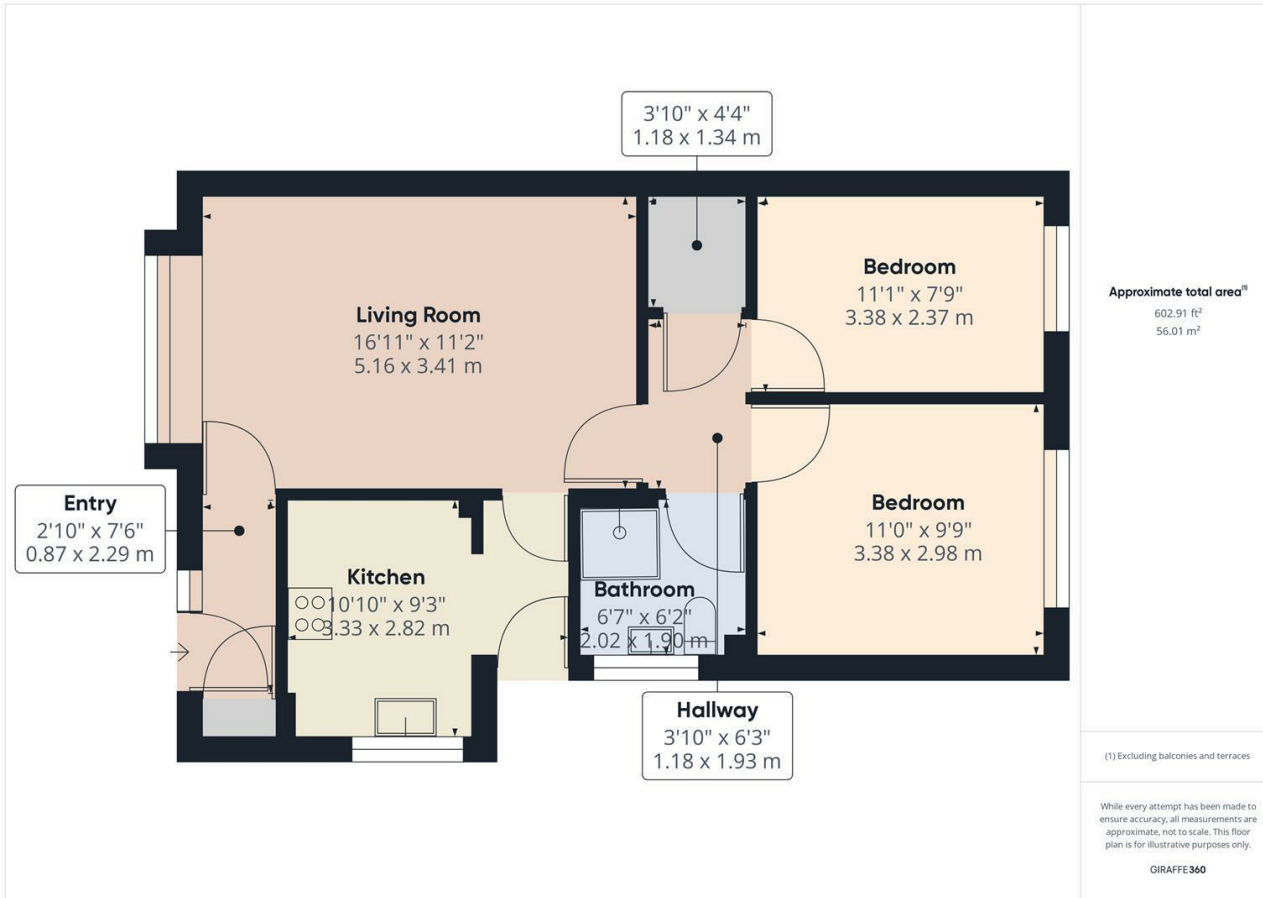 3'10" x 4'4"
1.18 x 1.34 m
Living Room
16'11" x 11'2"
5.16 x 3.41 m
Bedroom
11'1" x 7'9"
3.38 x 2.37 m
Entry
2'10" x 7'6"
0.87 x 2.29 m
Kitchen
10'10" x 9'3"
3.33 x 2.82 m
Bathroom
6'7" x 6'2"
2.02 x 1.90 m
Bedroom
11'0" x 9'9"
3.38 x 2.98 m
Hallway
3'10" x 6'3"
1.18 x 1.93 m
Approximate total area(1)
602.91 ft²
56.01 m²
(1) Excluding balconies and terraces
While every attempt has been made to
ensure accuracy, all measurements are
approximate, not to scale. This floor
plan is for illustrative purposes only.
GIRAFFE360